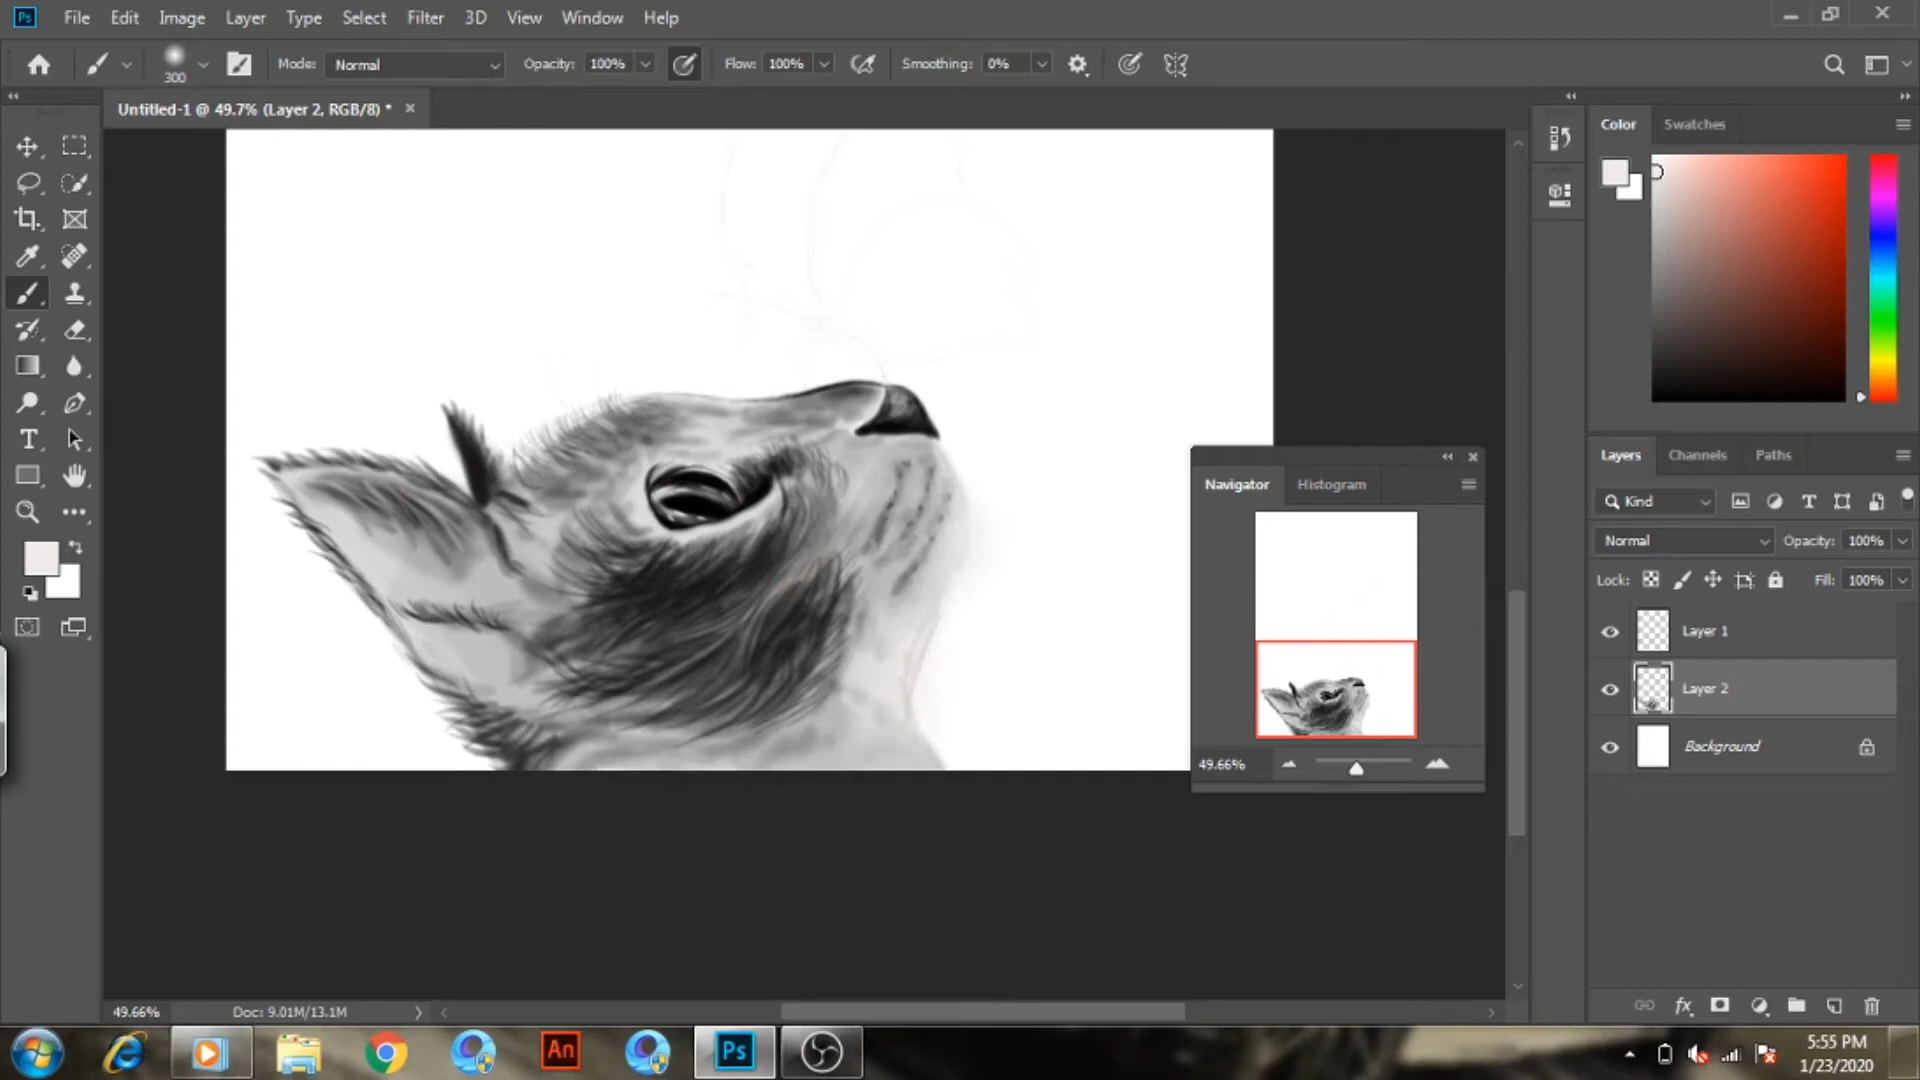 Ps File Edit Image Layer Type Select Filter 3D View Window Help
300 Mode: Normal Opacity: 100% Flow: 100% Smoothing: 0%
Untitled-1 @ 49.7% (Layer 2, RGB/8) *
Color Swatches
Navigator Histogram
49.66%
Layers Channels Paths
Kind
Normal Opacity: 100%
Lock: Fill: 100%
Layer 1
Layer 2
Background
fx
49.66% Doc: 9.01M/13.1M
An Ps
5:55 PM
1/23/2020